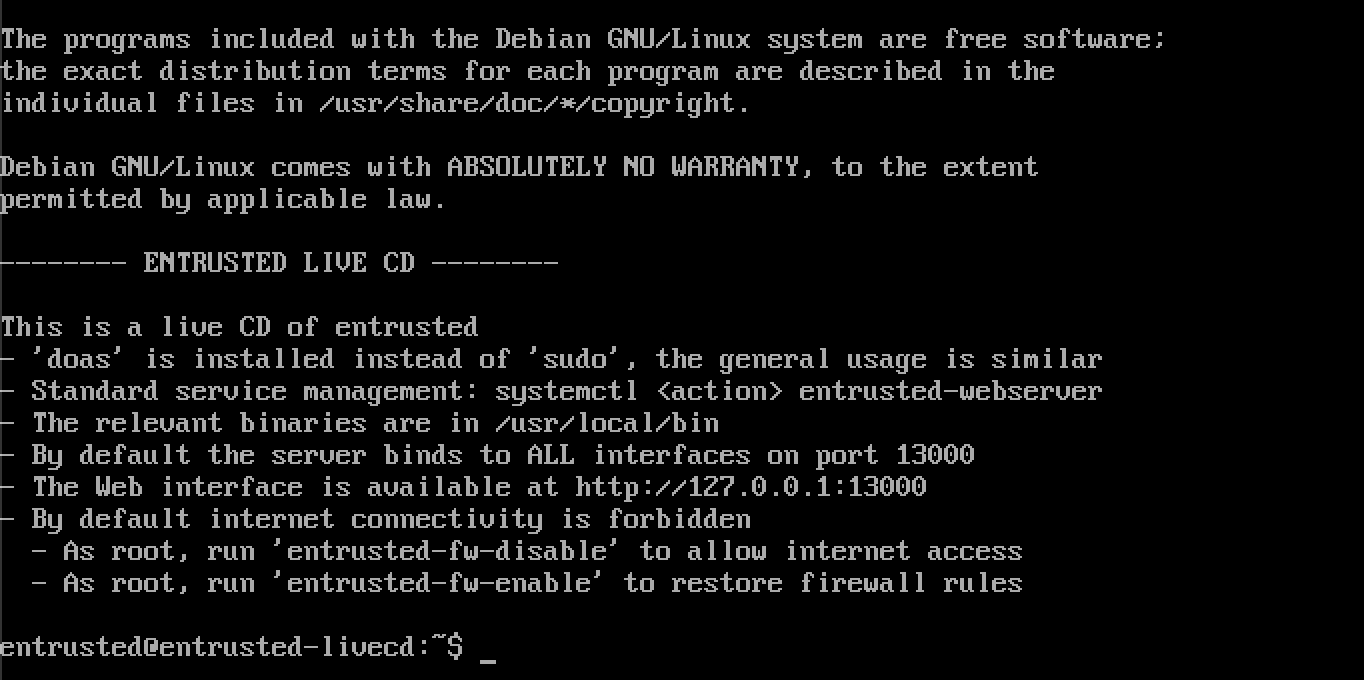 The programs included with the Debian GNU/Linux system are free software;
the exact distribution terms for each program are described in the
individual files in /usr/share/doc/*/copyright.
Debian GNU/Linux comes with ABSOLUTELY NO WARRANTY, to the extent
permitted by applicable law.
-------- ENTRUSTED LIVE CD --------
This is a live CD of entrusted
- 'doas' is installed instead of 'sudo', the general usage is similar
- Standard service management: systemctl <action> entrusted-webserver
- The relevant binaries are in /usr/local/bin
- By default the server binds to ALL interfaces on port 13000
- The Web interface is available at http://127.0.0.1:13000
- By default internet connectivity is forbidden
  - As root, run 'entrusted-fw-disable' to allow internet access
  - As root, run 'entrusted-fw-enable' to restore firewall rules
entrusted@entrusted-livecd:~$ _